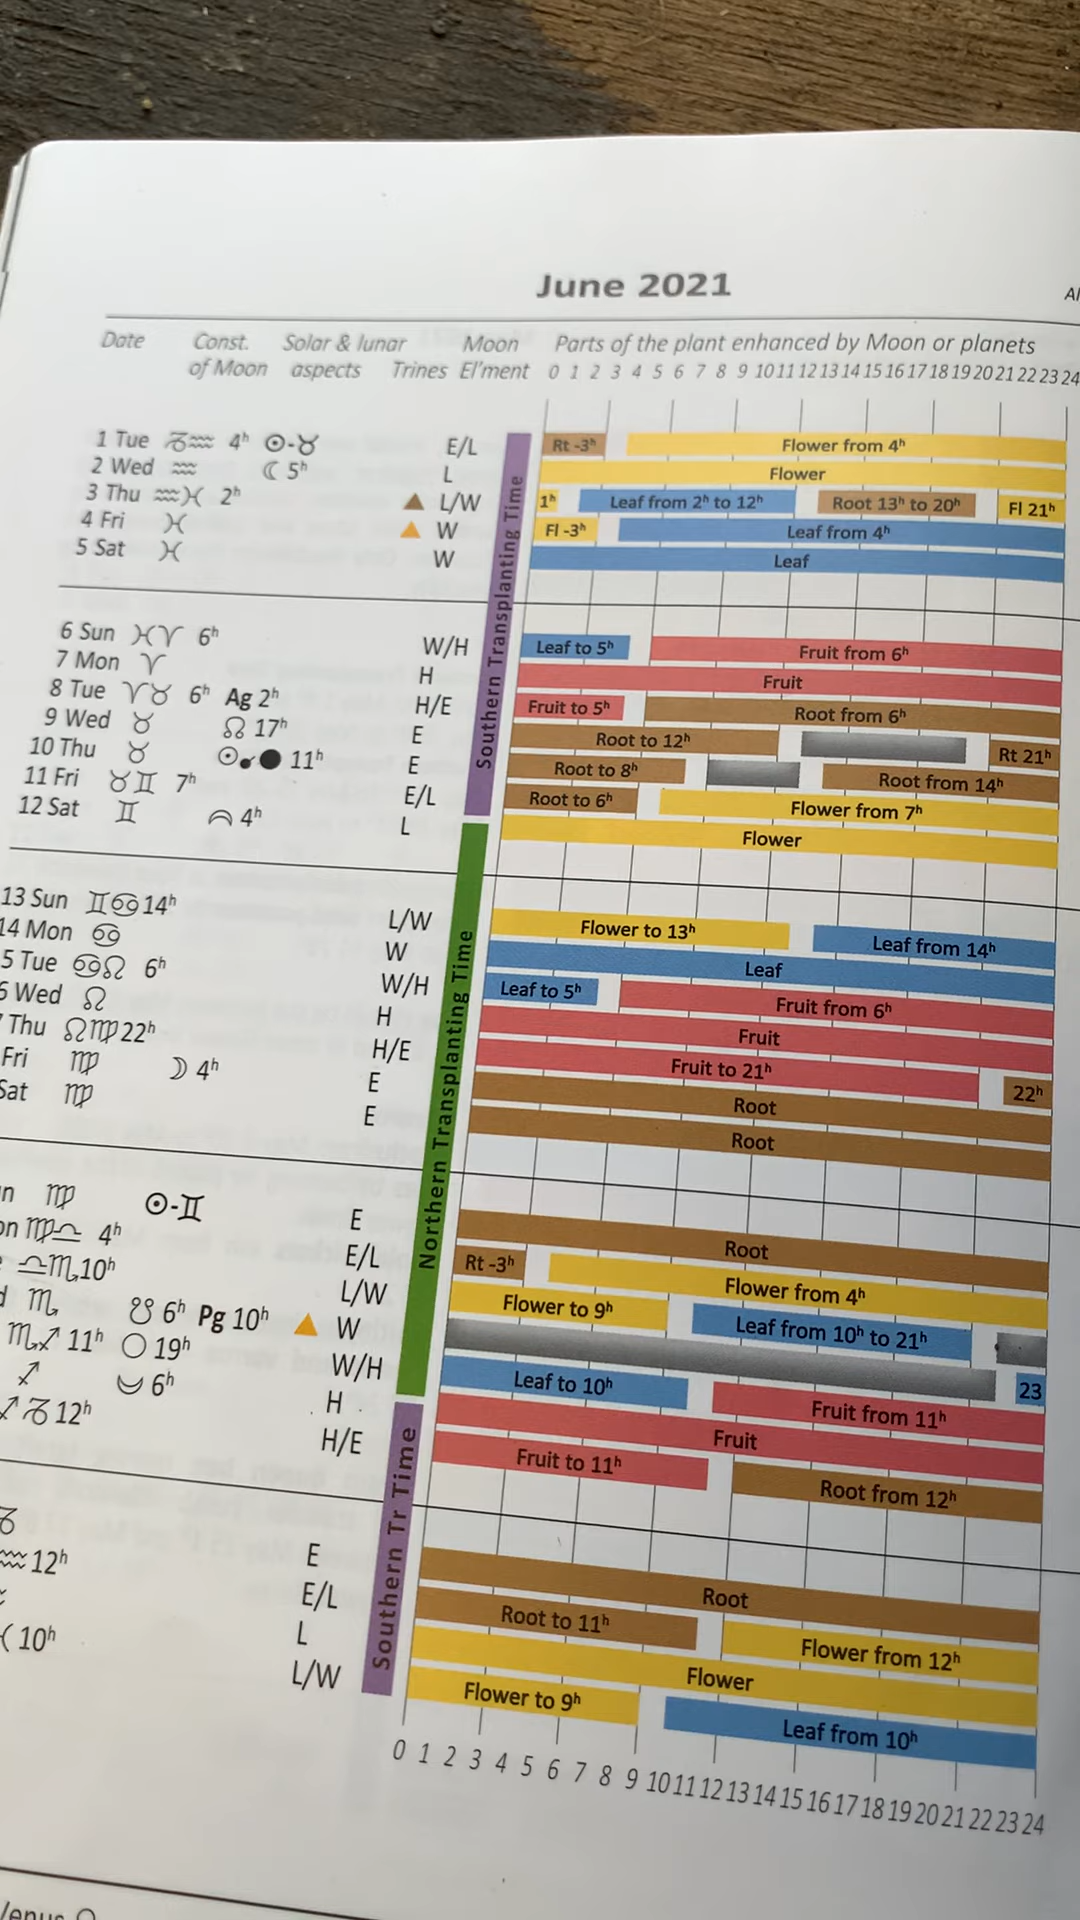 June 2021
Date Const. of Moon Solar & lunar aspects Trines Moon El'ment Parts of the plant enhanced by Moon or planets
0 1 2 3 4 5 6 7 8 9 10 11 12 13 14 15 16 17 18 19 20 21 22 23 24
1 Tue ♑♒ 4ʰ ☉-♉ E/L Rt -3ʰ Flower from 4ʰ
2 Wed ♒ ☾ 5ʰ L Flower
3 Thu ♒♓ 2ʰ ▲ L/W 1ʰ Leaf from 2ʰ to 12ʰ Root 13ʰ to 20ʰ Fl 21ʰ
4 Fri ♓ ▲ W Fl -3ʰ Leaf from 4ʰ
5 Sat ♓ W Leaf
6 Sun ♓♈ 6ʰ W/H Leaf to 5ʰ Fruit from 6ʰ
7 Mon ♈ H Fruit
8 Tue ♈♉ 6ʰ Ag 2ʰ H/E Fruit to 5ʰ Root from 6ʰ
9 Wed ♉ ☊ 17ʰ E Root to 12ʰ Rt 21ʰ
10 Thu ♉ ☉☌● 11ʰ E Root to 8ʰ Root from 14ʰ
11 Fri ♉♊ 7ʰ E/L Root to 6ʰ Flower from 7ʰ
12 Sat ♊ 4ʰ L Flower
Southern Transplanting Time
13 Sun ♊♋ 14ʰ L/W Flower to 13ʰ Leaf from 14ʰ
14 Mon ♋ W Leaf
5 Tue ♋♌ 6ʰ W/H Leaf to 5ʰ Fruit from 6ʰ
6 Wed ♌ H Fruit
Thu ♌♍ 22ʰ H/E Fruit to 21ʰ 22ʰ
Fri ♍ ☽ 4ʰ E Root
Sat ♍ E Root
n ♍ ☉-♊ E Root
on ♍♎ 4ʰ E/L Rt -3ʰ Flower from 4ʰ
♎♏ 10ʰ L/W Flower to 9ʰ Leaf from 10ʰ to 21ʰ
d ♏ ☋ 6ʰ Pg 10ʰ ▲ W 23
♏♐ 11ʰ ○ 19ʰ W/H Leaf to 10ʰ Fruit from 11ʰ
♐ 6ʰ H Fruit
♐♑ 12ʰ H/E Fruit to 11ʰ Root from 12ʰ
Northern Transplanting Time
♑ E Root
♒ 12ʰ E/L Root to 11ʰ Flower from 12ʰ
L Flower
10ʰ L/W Flower to 9ʰ Leaf from 10ʰ
Southern Tr Time
0 1 2 3 4 5 6 7 8 9 10 11 12 13 14 15 16 17 18 19 20 21 22 23 24